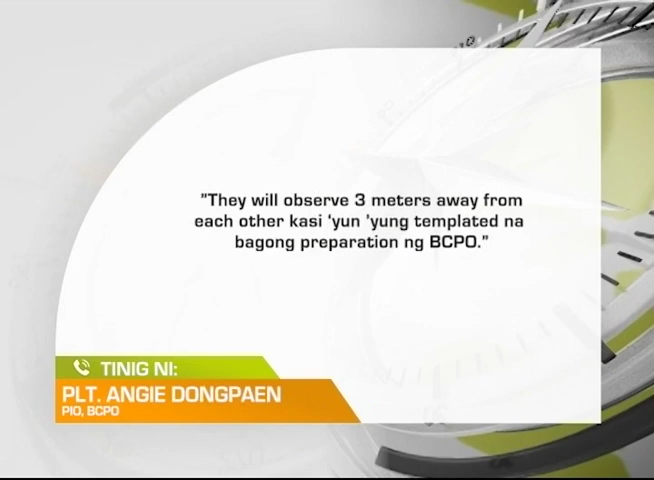 "They will observe 3 meters away from
each other kasi 'yun 'yung templated na
bagong preparation ng BCPO."
TINIG NI:
PLT. ANGIE DONGPAEN
PIO, BCPO